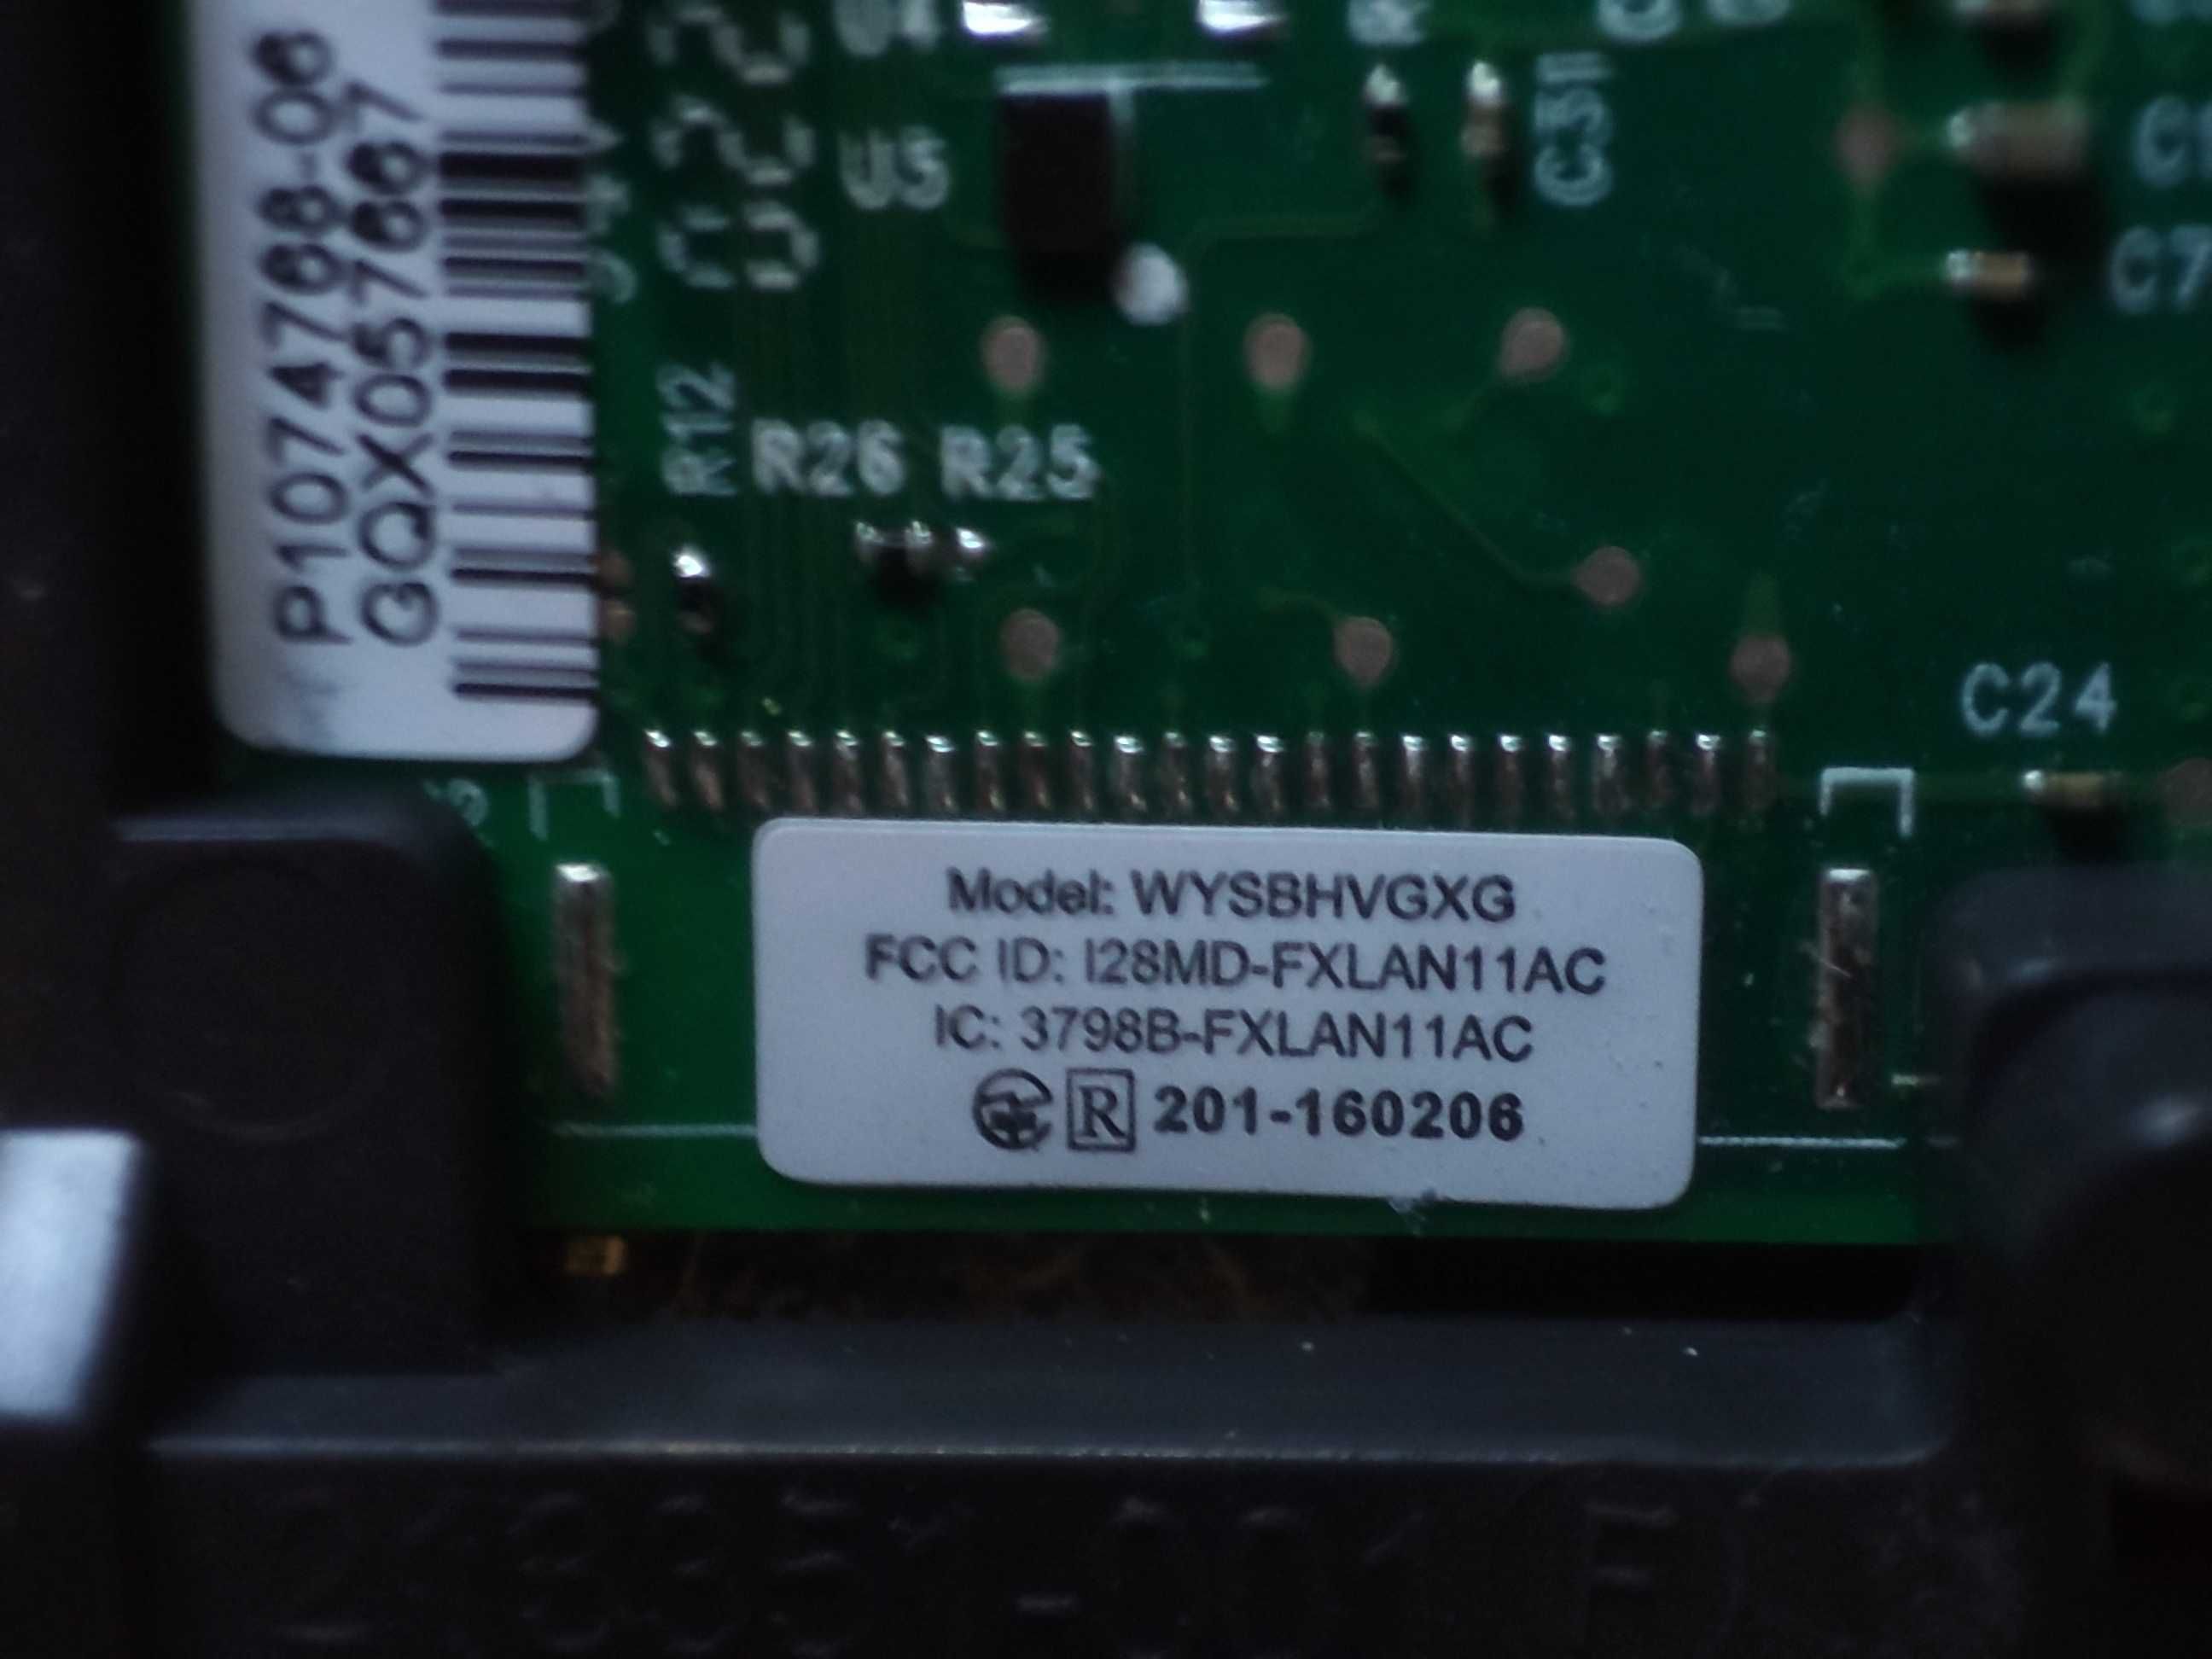 P1074768-06
GQX057667
U5
C31
R12
R26 R25
C24
Model: WYSBHVGXG
FCC ID: I28MD-FXLAN11AC
IC: 3798B-FXLAN11AC
R 201-160206